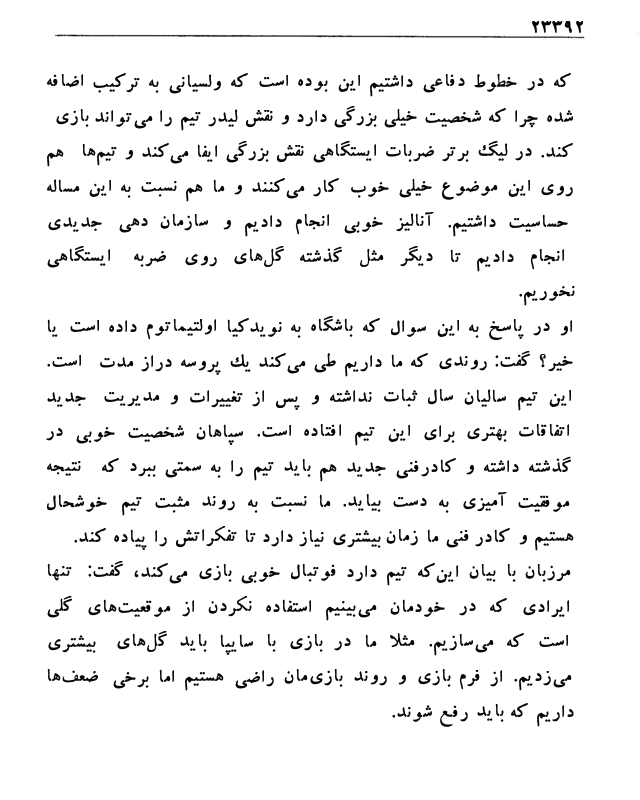 ۲۳۳۹۲
که در خطوط دفاعی داشتیم این بوده است که ولسیانی به ترکیب اضافه
شده چرا که شخصیت خیلی بزرگی دارد و نقش لیدر تیم را می‌تواند بازی
کند. در لیگ برتر ضربات ایستگاهی نقش بزرگی ایفا می‌کند و تیم‌ها هم
روی این موضوع خیلی خوب کار می‌کنند و ما هم نسبت به این مساله
حساسیت داشتیم. آنالیز خوبی انجام دادیم و سازمان دهی جدیدی
انجام دادیم تا دیگر مثل گذشته گل‌های روی ضربه ایستگاهی
نخوریم.
او در پاسخ به این سوال که باشگاه به نویدکیا اولتیماتوم داده است یا
خیر؟ گفت: روندی که ما داریم طی می‌کند یك پروسه دراز مدت است.
این تیم سالیان سال ثبات نداشته و پس از تغییرات و مدیریت جدید
اتفاقات بهتری برای این تیم افتاده است. سپاهان شخصیت خوبی در
گذشته داشته و کادرفنی جدید هم باید تیم را به سمتی ببرد که نتیجه
موفقیت آمیزی به دست بیاید. ما نسبت به روند مثبت تیم خوشحال
هستیم و کادر فنی ما زمان بیشتری نیاز دارد تا تفکراتش را پیاده کند.
مرزبان با بیان این‌که تیم دارد فوتبال خوبی بازی می‌کند، گفت: تنها
ایرادی که در خودمان می‌بینیم استفاده نکردن از موقعیت‌های گلی
است که می‌سازیم. مثلا ما در بازی با سایپا باید گل‌های بیشتری
می‌زدیم. از فرم بازی و روند بازی‌مان راضی هستیم اما برخی ضعف‌ها
داریم که باید رفع شوند.